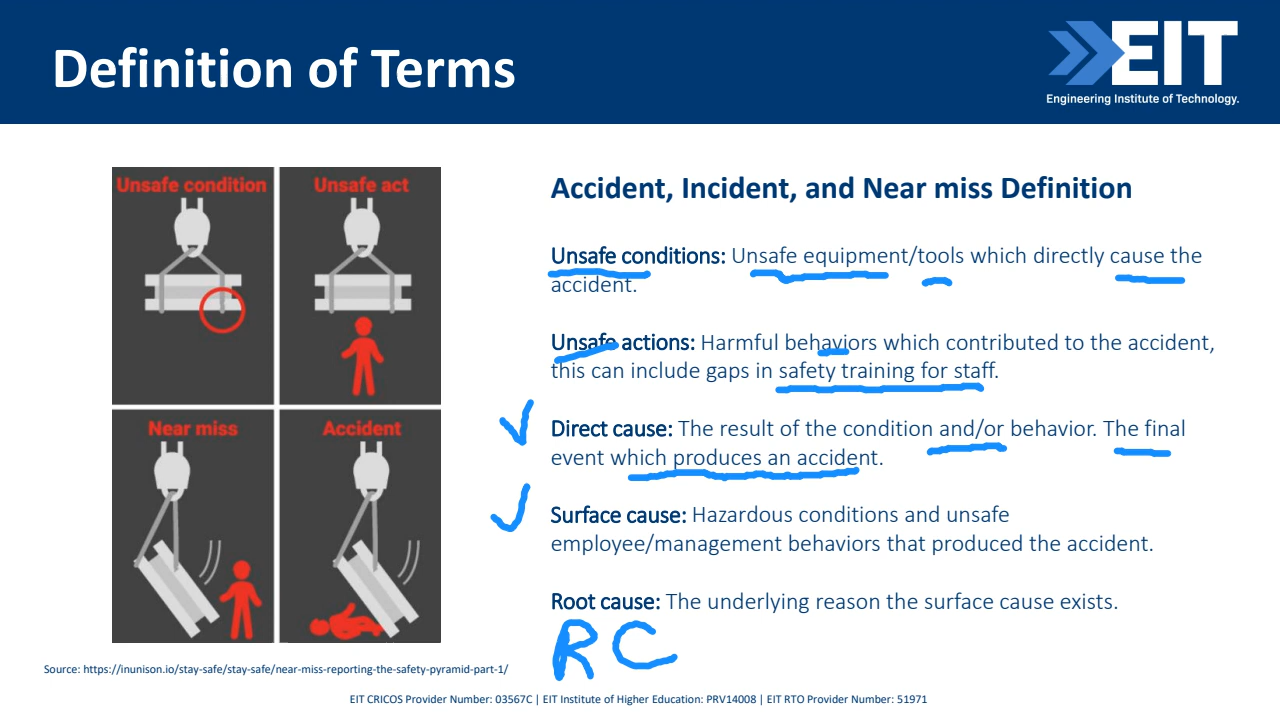 Definition of Terms
EIT
Engineering Institute of Technology.
Unsafe condition
Unsafe act
Near miss
Accident
Accident, Incident, and Near miss Definition
Unsafe conditions: Unsafe equipment/tools which directly cause the
accident.
Unsafe actions: Harmful behaviors which contributed to the accident,
this can include gaps in safety training for staff.
Direct cause: The result of the condition and/or behavior. The final
event which produces an accident.
Surface cause: Hazardous conditions and unsafe
employee/management behaviors that produced the accident.
Root cause: The underlying reason the surface cause exists.
RC
Source: https://inunison.io/stay-safe/stay-safe/near-miss-reporting-the-safety-pyramid-part-1/
EIT CRICOS Provider Number: 03567C | EIT Institute of Higher Education: PRV14008 | EIT RTO Provider Number: 51971